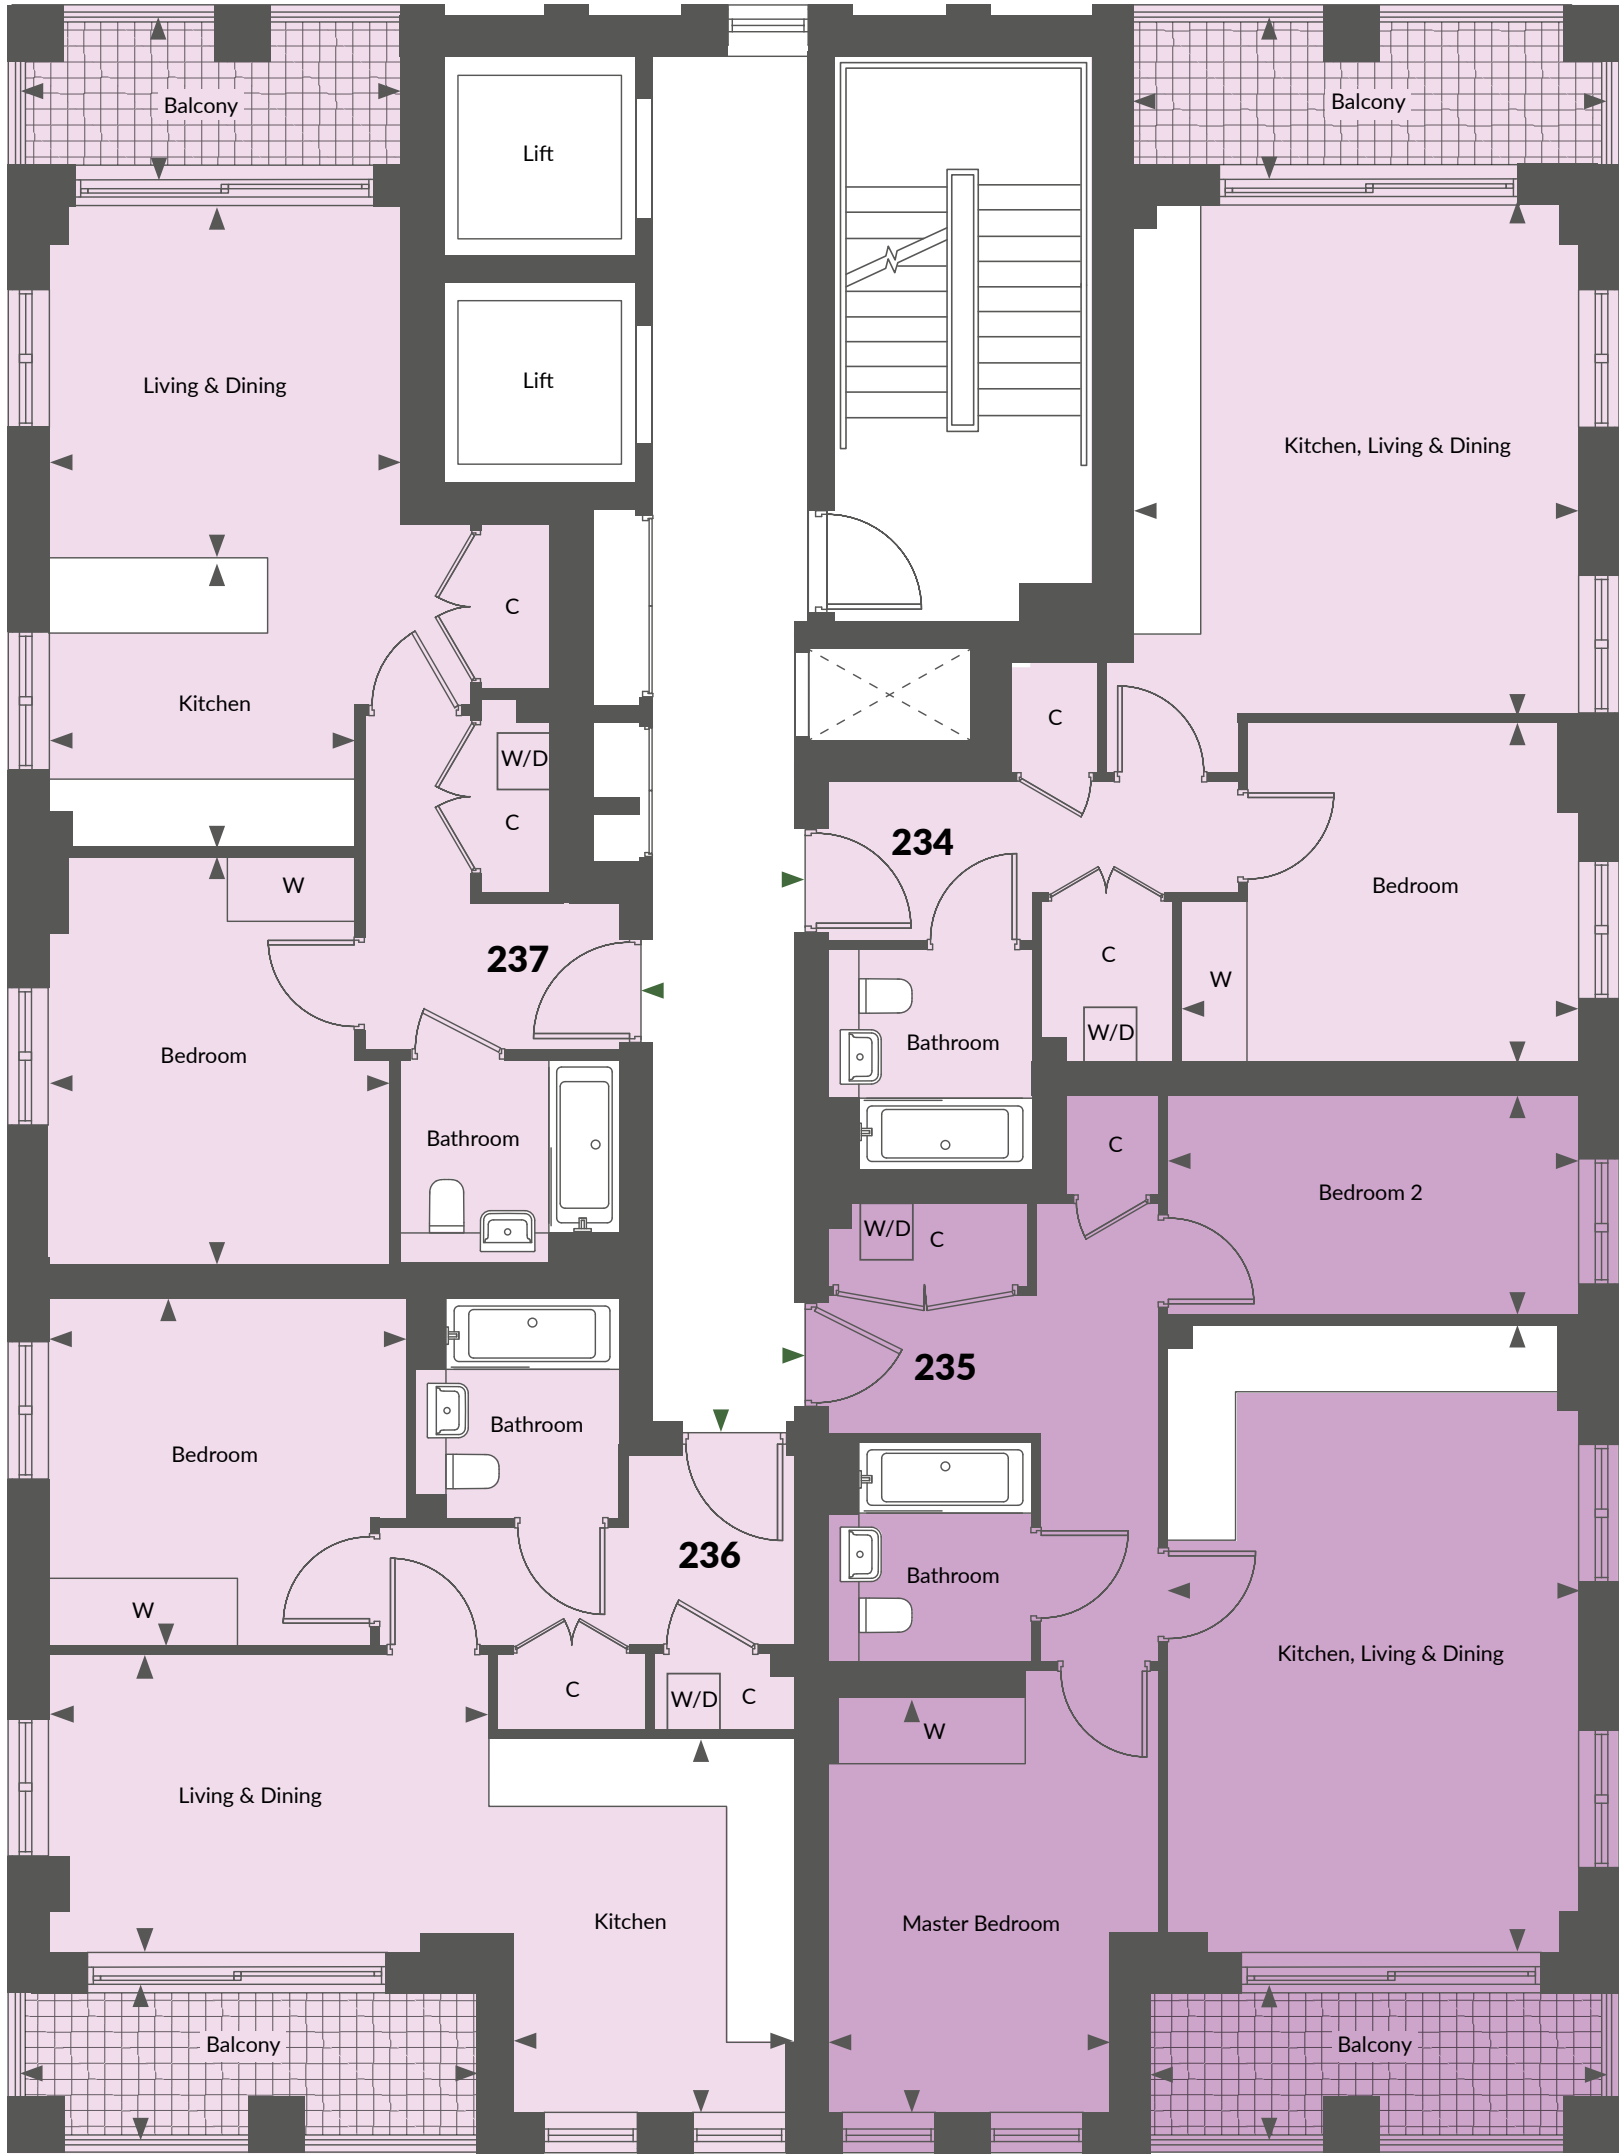 Balcony
Lift
Balcony
Living & Dining
Lift
Kitchen, Living & Dining
C
Kitchen
C
W/D
C
234
W
Bedroom
237
C
W
Bedroom
Bathroom
W/D
Bathroom
C
Bedroom 2
W/D
C
235
Bathroom
Bedroom
236
Bathroom
W
Kitchen, Living & Dining
C
W/D
C
W
Living & Dining
Kitchen
Master Bedroom
Balcony
Balcony